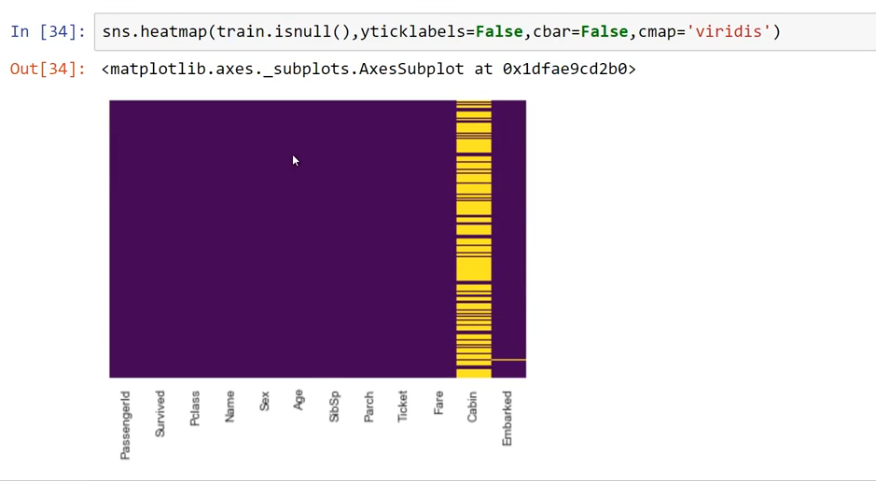 In [34]: sns.heatmap(train.isnull(),yticklabels=False,cbar=False,cmap='viridis')
Out[34]: <matplotlib.axes._subplots.AxesSubplot at 0x1dfae9cd2b0>
PassengerId
Survived
Pclass
Name
Sex
Age
SibSp
Parch
Ticket
Fare
Cabin
Embarked